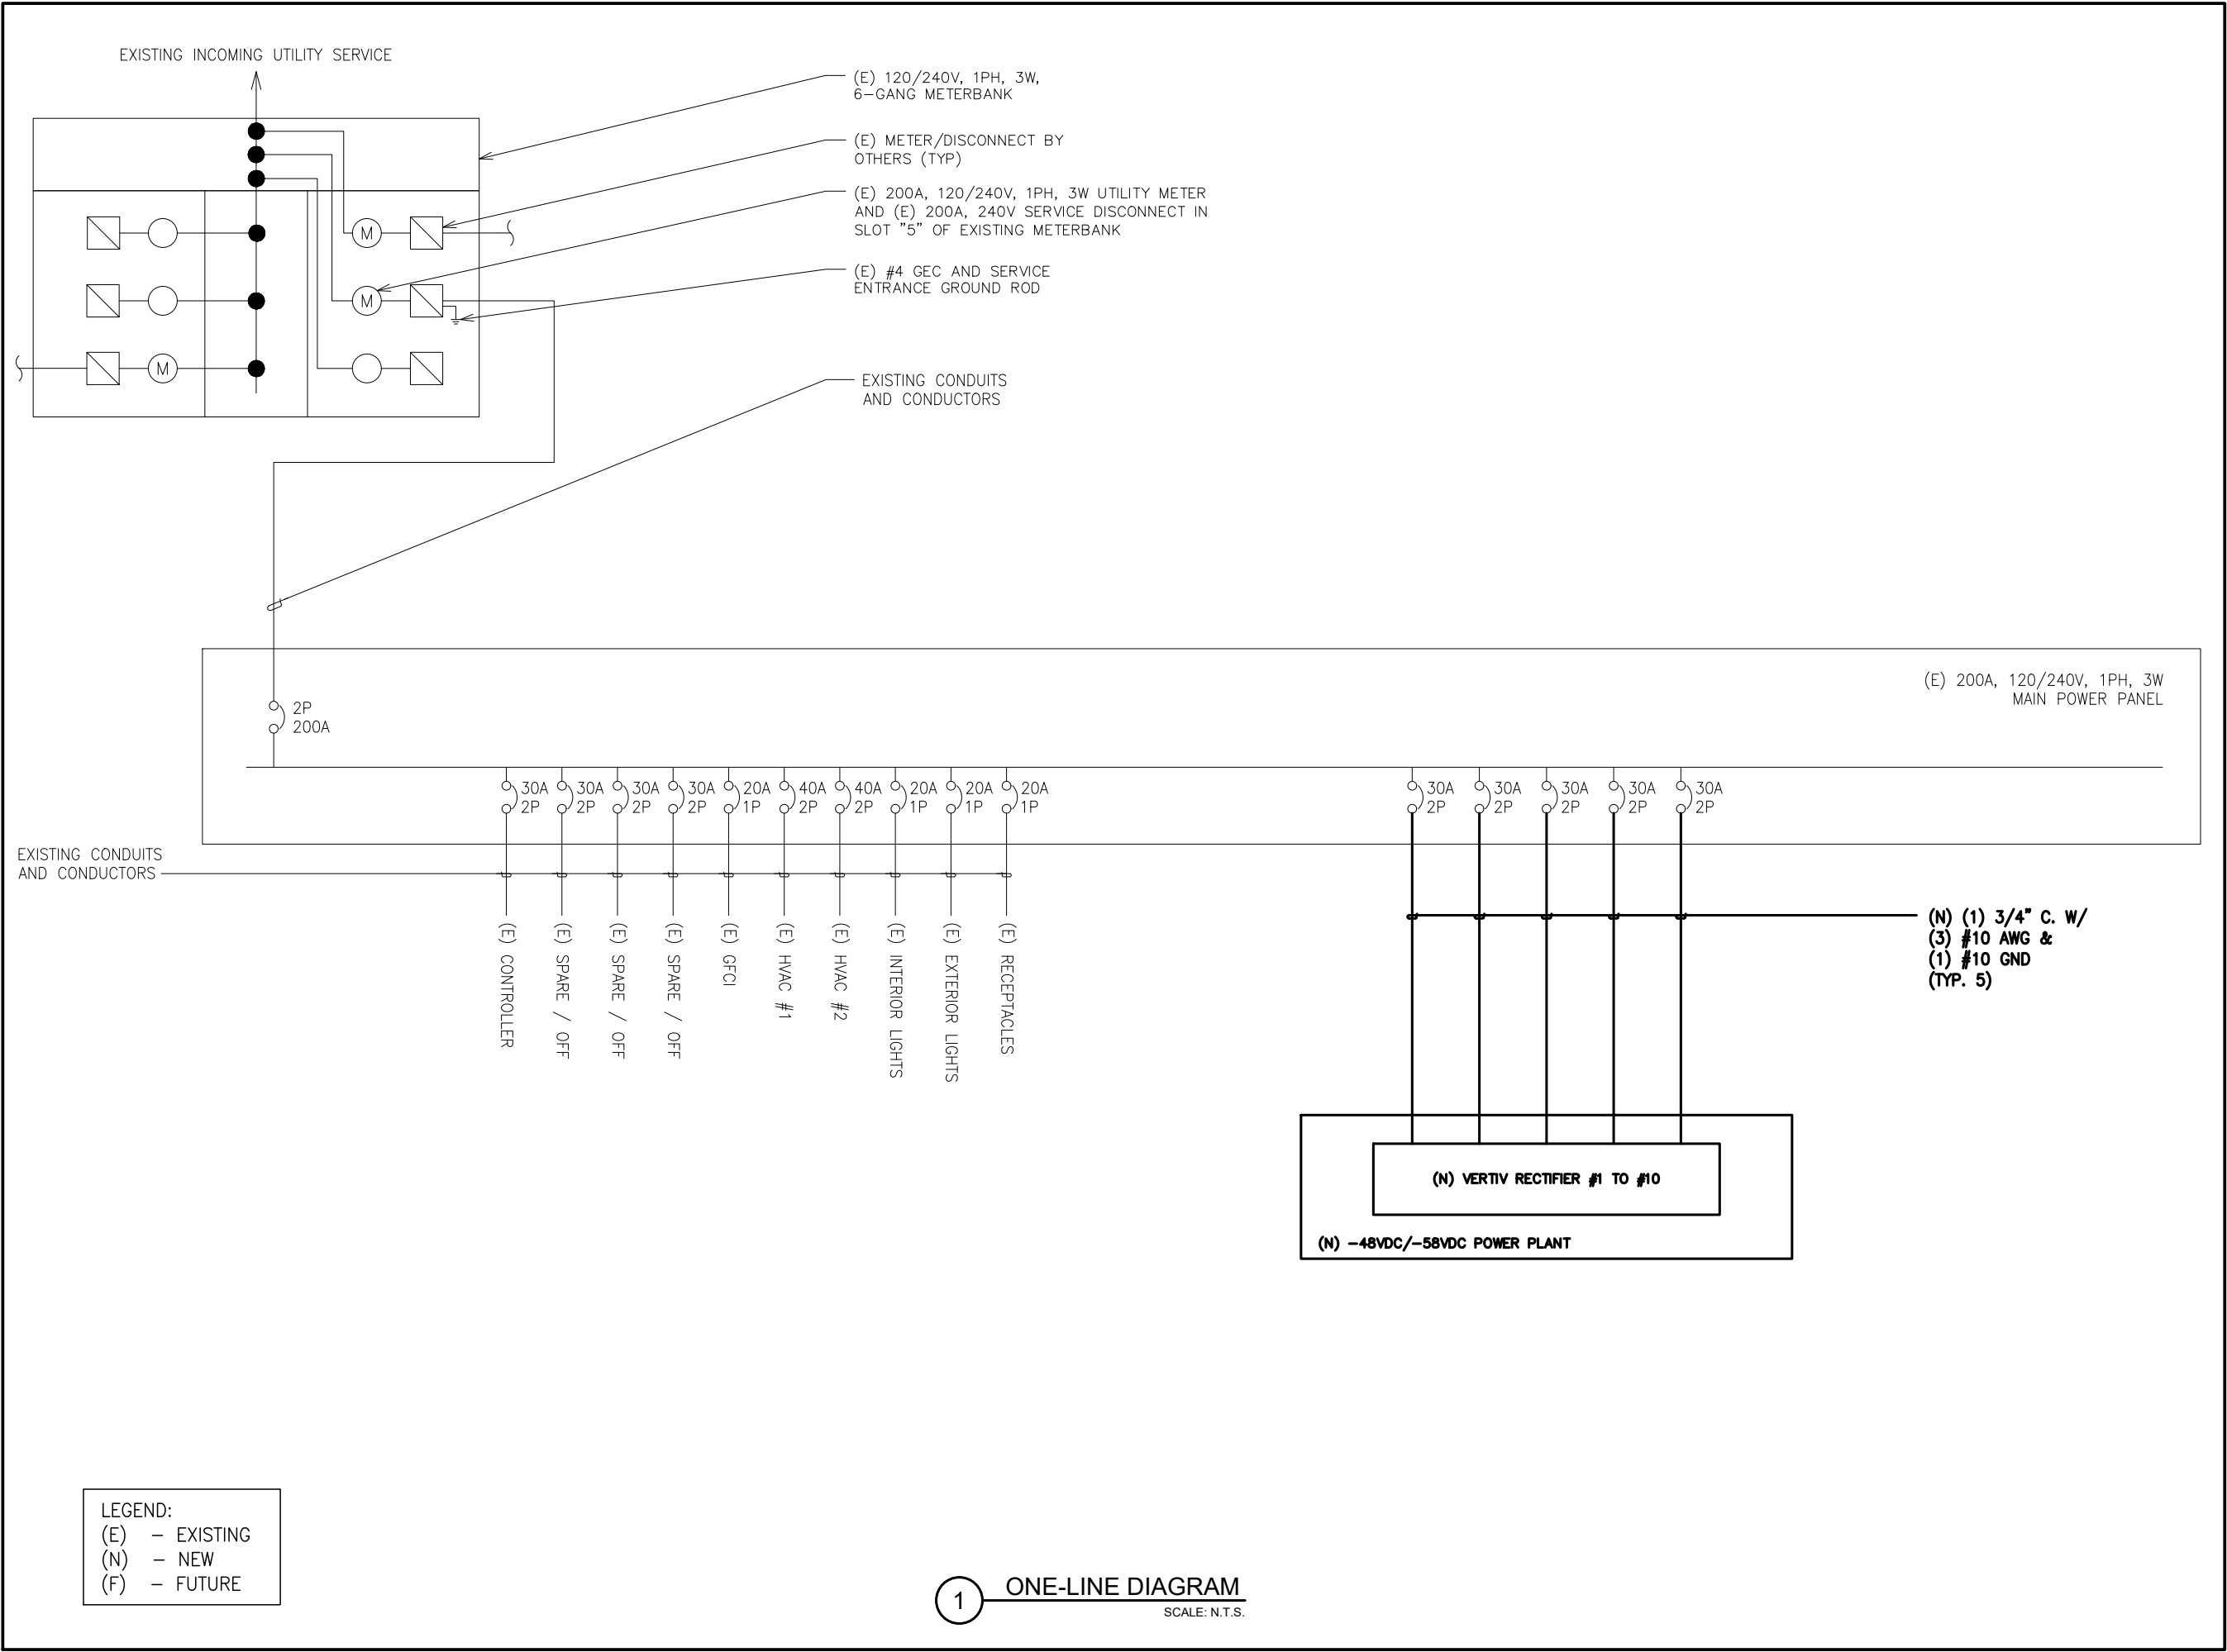 EXISTING INCOMING UTILITY SERVICE
(E) 120/240V, 1PH, 3W,
6-GANG METERBANK
(E) METER/DISCONNECT BY
OTHERS (TYP)
(E) 200A, 120/240V, 1PH, 3W UTILITY METER
AND (E) 200A, 240V SERVICE DISCONNECT IN
SLOT "5" OF EXISTING METERBANK
(E) #4 GEC AND SERVICE
ENTRANCE GROUND ROD
M
M
M
EXISTING CONDUITS
AND CONDUCTORS
(E) 200A, 120/240V, 1PH, 3W
MAIN POWER PANEL
2P
200A
30A
2P
30A
2P
30A
2P
30A
2P
20A
1P
40A
2P
40A
2P
20A
1P
20A
1P
20A
1P
30A
2P
30A
2P
30A
2P
30A
2P
30A
2P
EXISTING CONDUITS
AND CONDUCTORS
(E) CONTROLLER
(E) SPARE / OFF
(E) SPARE / OFF
(E) SPARE / OFF
(E) GFCI
(E) HVAC #1
(E) HVAC #2
(E) INTERIOR LIGHTS
(E) EXTERIOR LIGHTS
(E) RECEPTACLES
(N) (1) 3/4" C. W/
(3) #10 AWG &
(1) #10 GND
(TYP. 5)
(N) VERTIV RECTIFIER #1 TO #10
(N) -48VDC/-58VDC POWER PLANT
LEGEND:
(E) - EXISTING
(N) - NEW
(F) - FUTURE
1 ONE-LINE DIAGRAM
SCALE: N.T.S.